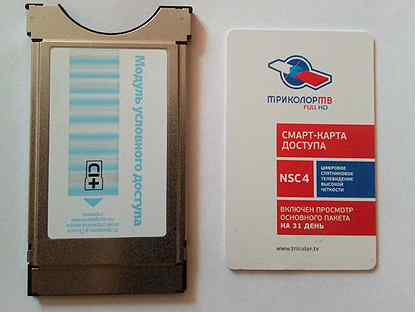 Модуль условного доступа
CI+
ТРИКОЛОР ТВ
FULL HD
СМАРТ-КАРТА
ДОСТУПА
NSC4
ЦИФРОВОЕ
СПУТНИКОВОЕ
ТЕЛЕВИДЕНИЕ
ВЫСОКОЙ
ЧЕТКОСТИ
ВКЛЮЧЕН ПРОСМОТР
ОСНОВНОГО ПАКЕТА
НА 31 ДЕНЬ
www.tricolor.tv